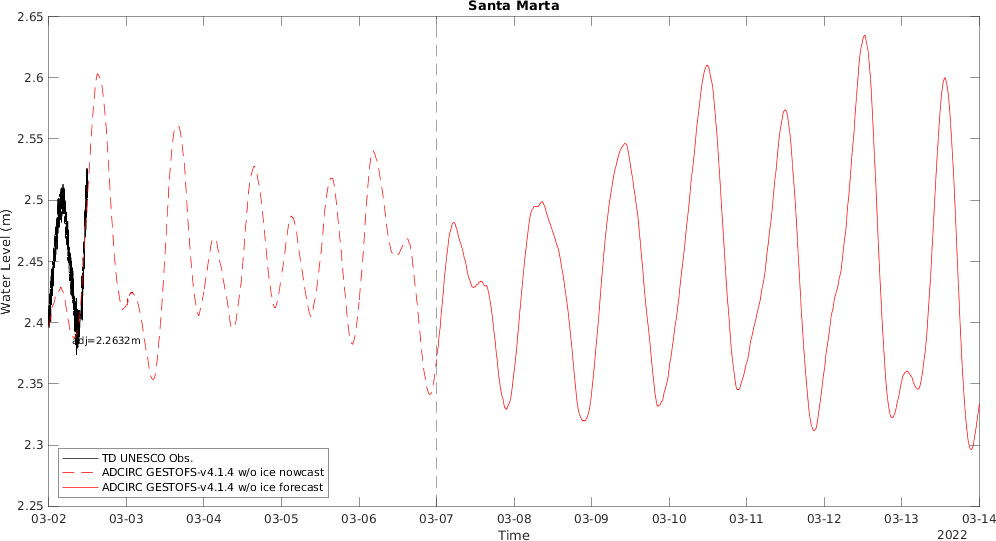 Santa Marta
2.65
2.6
2.55
2.5
2.45
2.4
2.35
2.3
2.25
Water Level (m)
adj=2.2632m
TD UNESCO Obs.
ADCIRC GESTOFS-v4.1.4 w/o ice nowcast
ADCIRC GESTOFS-v4.1.4 w/o ice forecast
03-02 03-03 03-04 03-05 03-06 03-07 03-08 03-09 03-10 03-11 03-12 03-13 03-14
Time
2022